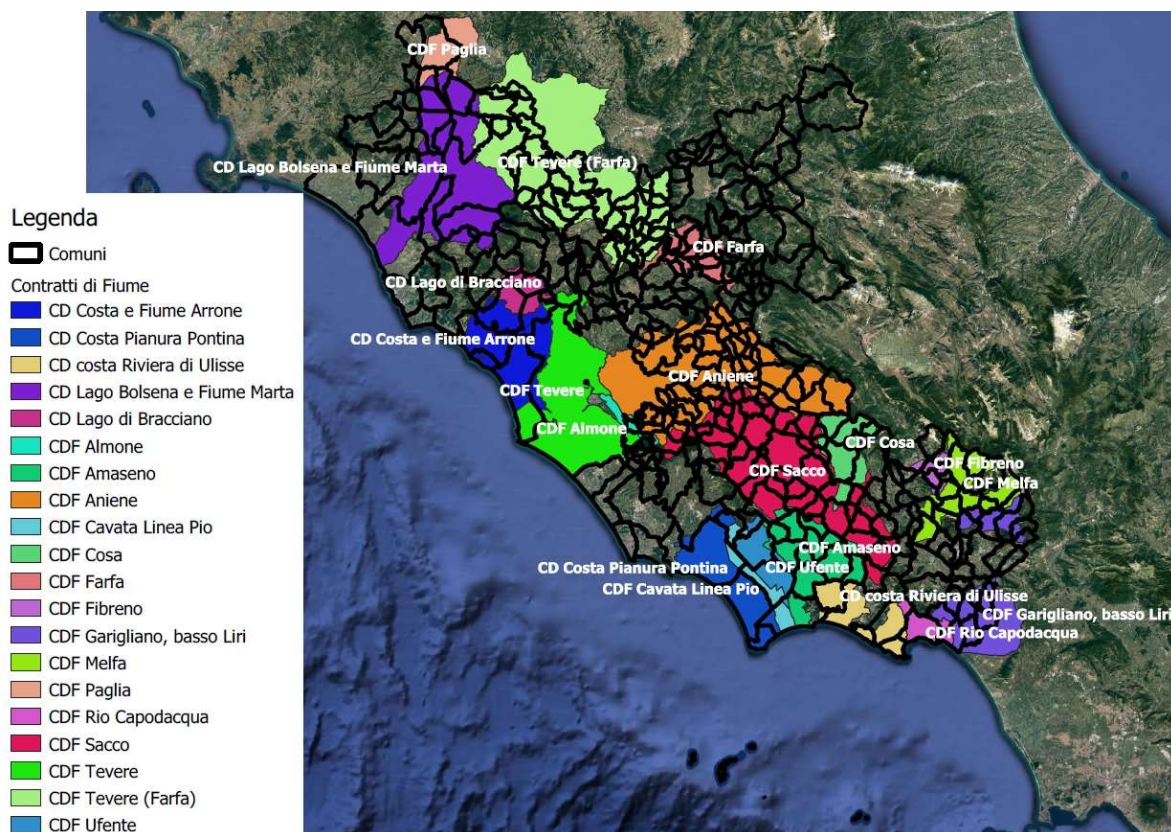 CDF Paglia
CD Lago Bolsena e Fiume Marta
CDF Tevere (Farfa)
CDF Farfa
CD Lago di Bracciano
CD Costa e Fiume Arrone
CDF Aniene
CDF Tevere
CDF Almone
CDF Cosa
CDF Sacco
CDF Fibreno
CDF Melfa
CDF Amaseno
CD Costa Pianura Pontina
CDF Ufente
CDF Cavata Linea Pio
CD costa Riviera di Ulisse
CDF Garigliano, basso Liri
CDF Rio Capodacqua
Legenda
Comuni
Contratti di Fiume
CD Costa e Fiume Arrone
CD Costa Pianura Pontina
CD costa Riviera di Ulisse
CD Lago Bolsena e Fiume Marta
CD Lago di Bracciano
CDF Almone
CDF Amaseno
CDF Aniene
CDF Cavata Linea Pio
CDF Cosa
CDF Farfa
CDF Fibreno
CDF Garigliano, basso Liri
CDF Melfa
CDF Paglia
CDF Rio Capodacqua
CDF Sacco
CDF Tevere
CDF Tevere (Farfa)
CDF Ufente